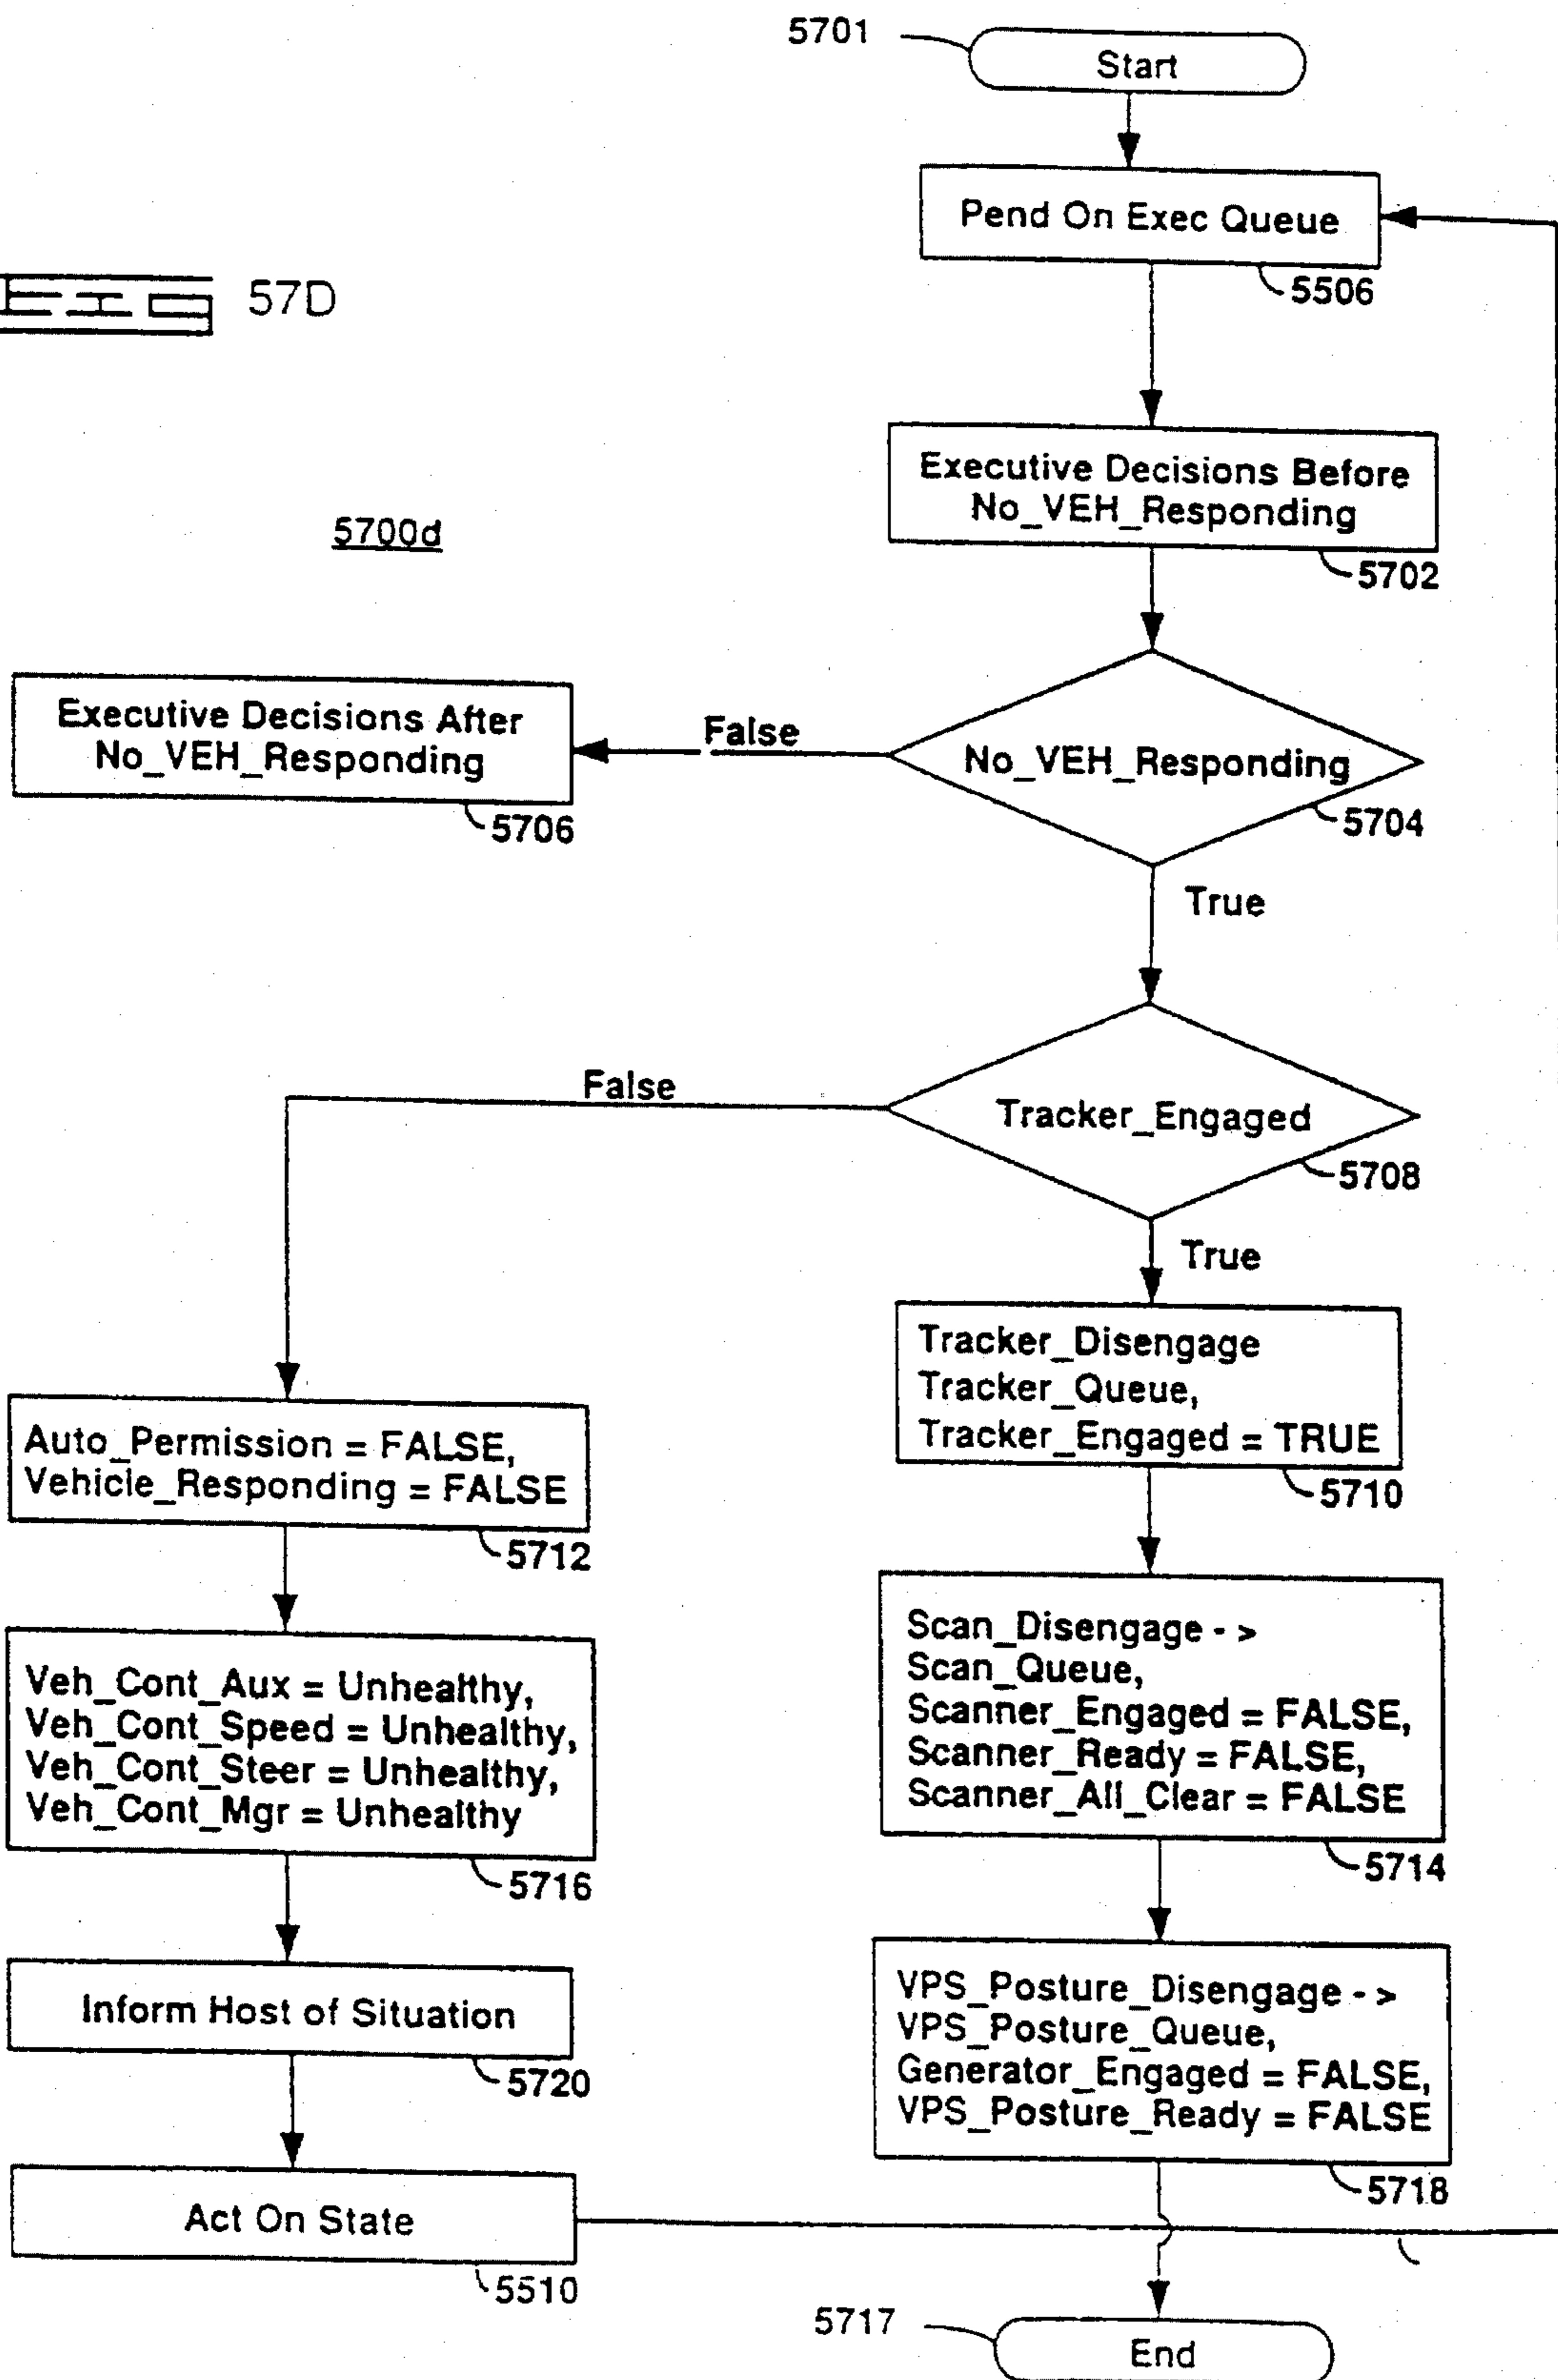 5701
Start
Pend On Exec Queue
5506
FIG 57D
Executive Decisions Before
No_VEH_Responding
5702
5700d
Executive Decisions After
No_VEH_Responding
5706
False
No_VEH_Responding
5704
True
False
Tracker_Engaged
5708
True
Tracker_Disengage
Tracker_Queue,
Tracker_Engaged = TRUE
5710
Auto_Permission = FALSE,
Vehicle_Responding = FALSE
5712
Scan_Disengage - >
Scan_Queue,
Scanner_Engaged = FALSE,
Scanner_Ready = FALSE,
Scanner_All_Clear = FALSE
5714
Veh_Cont_Aux = Unhealthy,
Veh_Cont_Speed = Unhealthy,
Veh_Cont_Steer = Unhealthy,
Veh_Cont_Mgr = Unhealthy
5716
VPS_Posture_Disengage - >
VPS_Posture_Queue,
Generator_Engaged = FALSE,
VPS_Posture_Ready = FALSE
5718
Inform Host of Situation
5720
Act On State
5510
5717
End